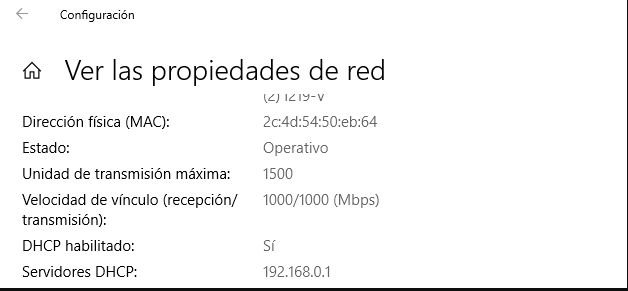 Configuración
Ver las propiedades de red
(2) I219-V
Dirección física (MAC):
2c:4d:54:50:eb:64
Estado:
Operativo
Unidad de transmisión máxima:
1500
Velocidad de vínculo (recepción/
transmisión):
1000/1000 (Mbps)
DHCP habilitado:
Sí
Servidores DHCP:
192.168.0.1